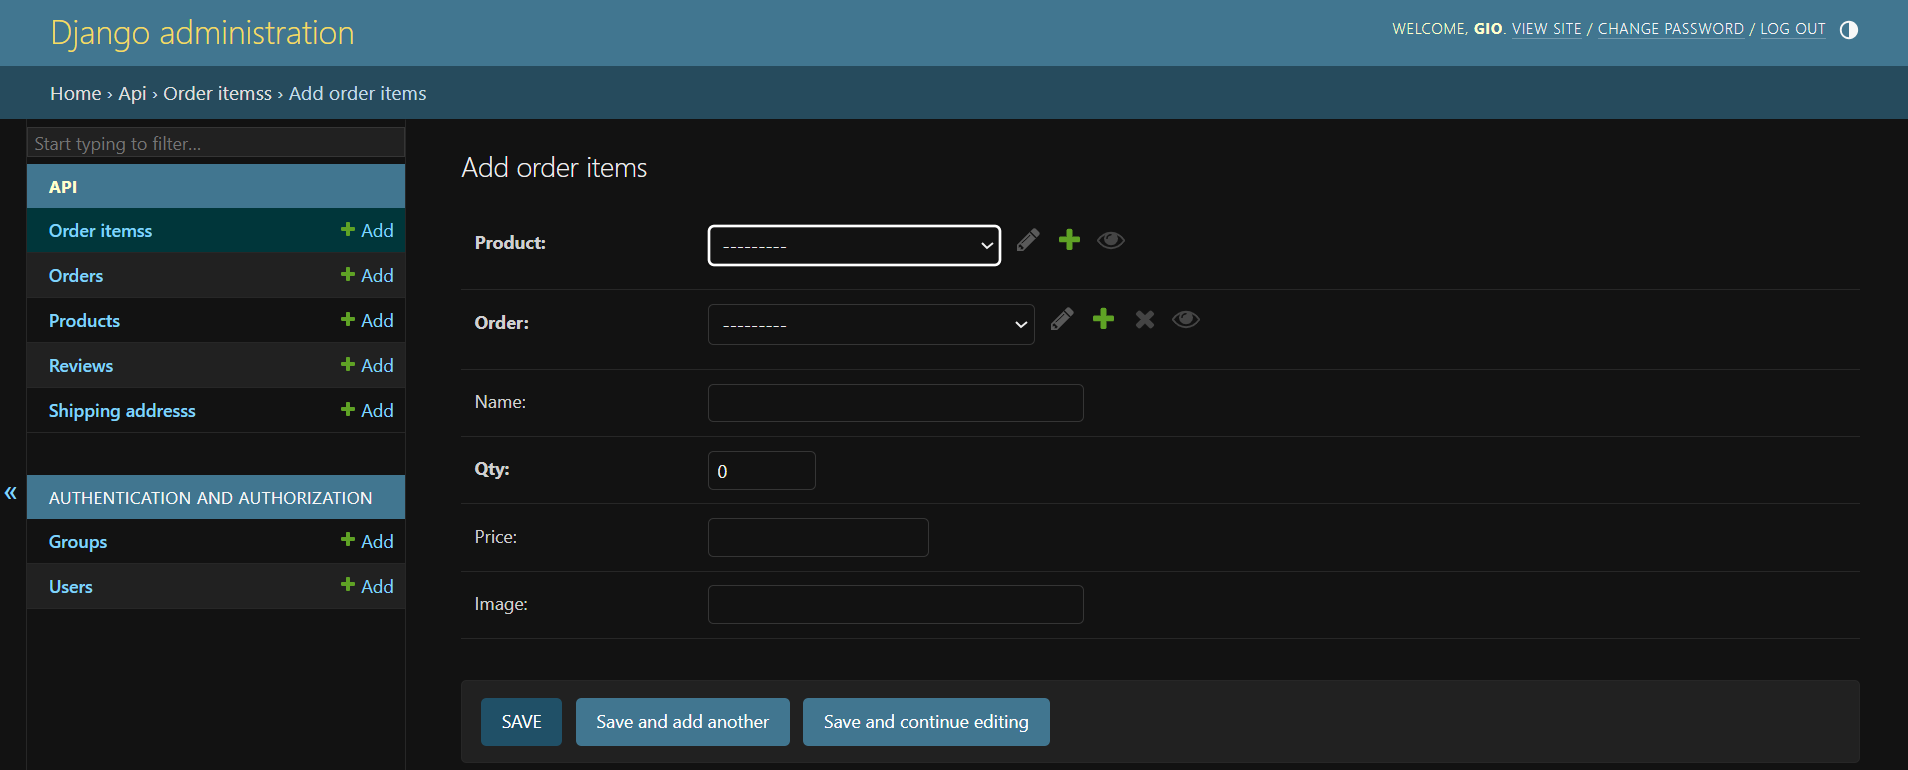 Django administration
WELCOME, GIO. VIEW SITE / CHANGE PASSWORD / LOG OUT
Home › Api › Order itemss › Add order items
Start typing to filter...
API
Order itemss + Add
Orders + Add
Products + Add
Reviews + Add
Shipping addresss + Add
«
AUTHENTICATION AND AUTHORIZATION
Groups + Add
Users + Add
Add order items
Product: ---------
Order: ---------
Name:
Qty: 0
Price:
Image:
SAVE Save and add another Save and continue editing